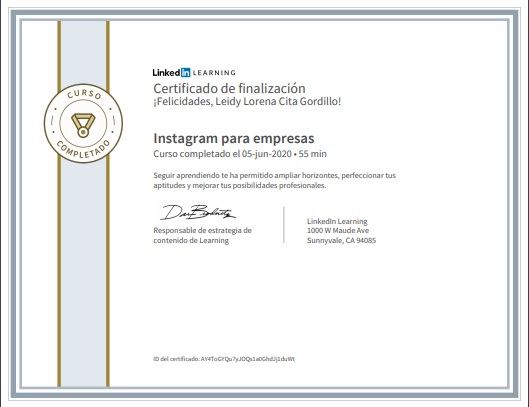 CURSO
COMPLETADO
Linked in LEARNING
Certificado de finalización
¡Felicidades, Leidy Lorena Cita Gordillo!
Instagram para empresas
Curso completado el 05-jun-2020 • 55 min
Seguir aprendiendo te ha permitido ampliar horizontes, perfeccionar tus
aptitudes y mejorar tus posibilidades profesionales.
Responsable de estrategia de
contenido de Learning
LinkedIn Learning
1000 W Maude Ave
Sunnyvale, CA 94085
ID del certificado: